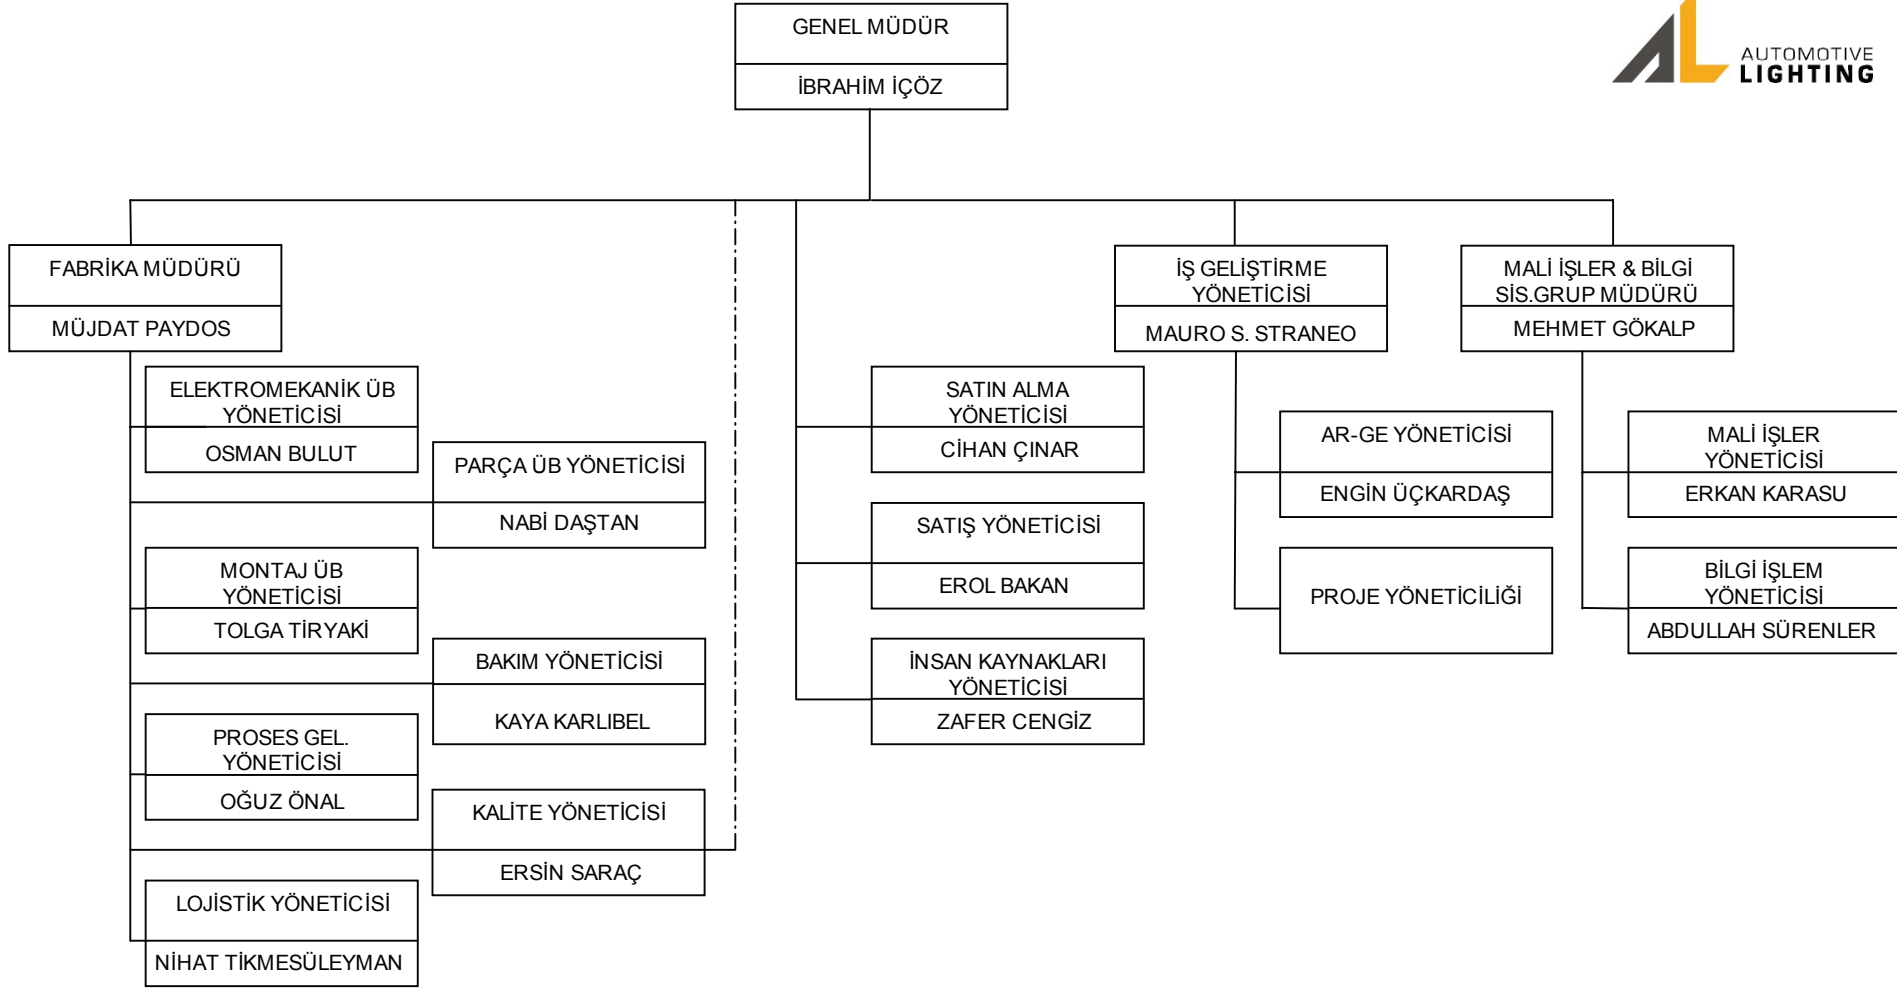 GENEL MÜDÜR
İBRAHİM İÇÖZ
AUTOMOTIVE
LIGHTING
FABRİKA MÜDÜRÜ
MÜJDAT PAYDOS
İŞ GELİŞTİRME
YÖNETİCİSİ
MAURO S. STRANEO
MALİ İŞLER & BİLGİ
SİS.GRUP MÜDÜRÜ
MEHMET GÖKALP
ELEKTROMEKANİK ÜB
YÖNETİCİSİ
OSMAN BULUT
PARÇA ÜB YÖNETİCİSİ
NABİ DAŞTAN
MONTAJ ÜB
YÖNETİCİSİ
TOLGA TİRYAKİ
BAKIM YÖNETİCİSİ
KAYA KARLIBEL
PROSES GEL.
YÖNETİCİSİ
OĞUZ ÖNAL
KALİTE YÖNETİCİSİ
ERSİN SARAÇ
LOJİSTİK YÖNETİCİSİ
NİHAT TİKMESÜLEYMAN
SATIN ALMA
YÖNETİCİSİ
CİHAN ÇINAR
SATIŞ YÖNETİCİSİ
EROL BAKAN
İNSAN KAYNAKLARI
YÖNETİCİSİ
ZAFER CENGİZ
AR-GE YÖNETİCİSİ
ENGİN ÜÇKARDAŞ
PROJE YÖNETİCİLİĞİ
MALİ İŞLER
YÖNETİCİSİ
ERKAN KARASU
BİLGİ İŞLEM
YÖNETİCİSİ
ABDULLAH SÜRENLER